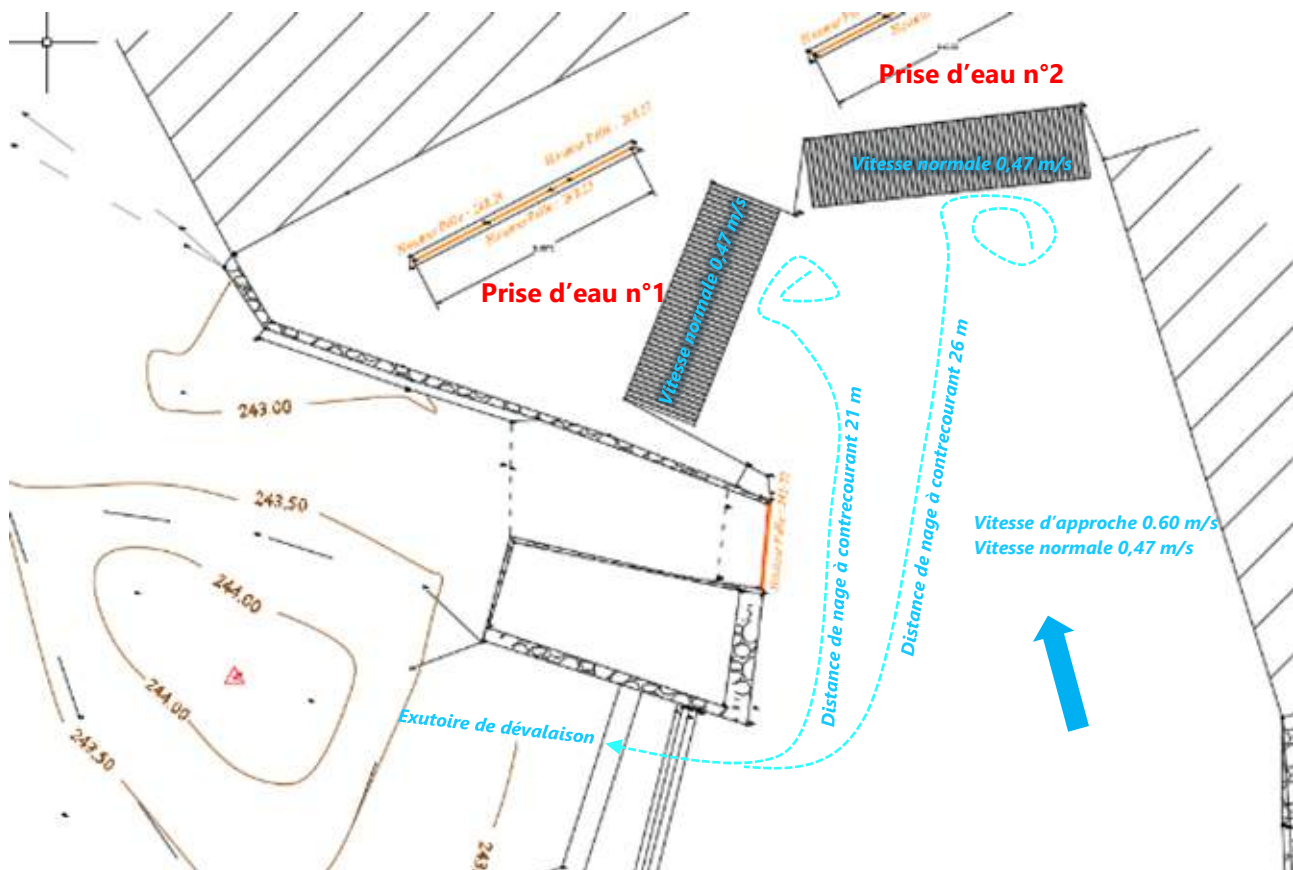 Prise d'eau n°2
Vitesse normale 0,47 m/s
Prise d'eau n°1
Vitesse normale 0,47 m/s
243.00
243.50
244.00
244.00
243.50
243
Distance de nage à contrecourant 21 m
Distance de nage à contrecourant 26 m
Vitesse d'approche 0.60 m/s
Vitesse normale 0,47 m/s
Exutoire de dévalaison